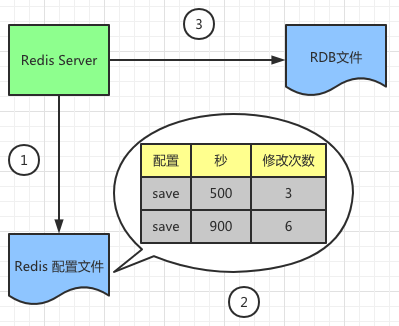 3
Redis Server
RDB文件
1
配置 秒 修改次数
save 500 3
save 900 6
Redis 配置文件
2